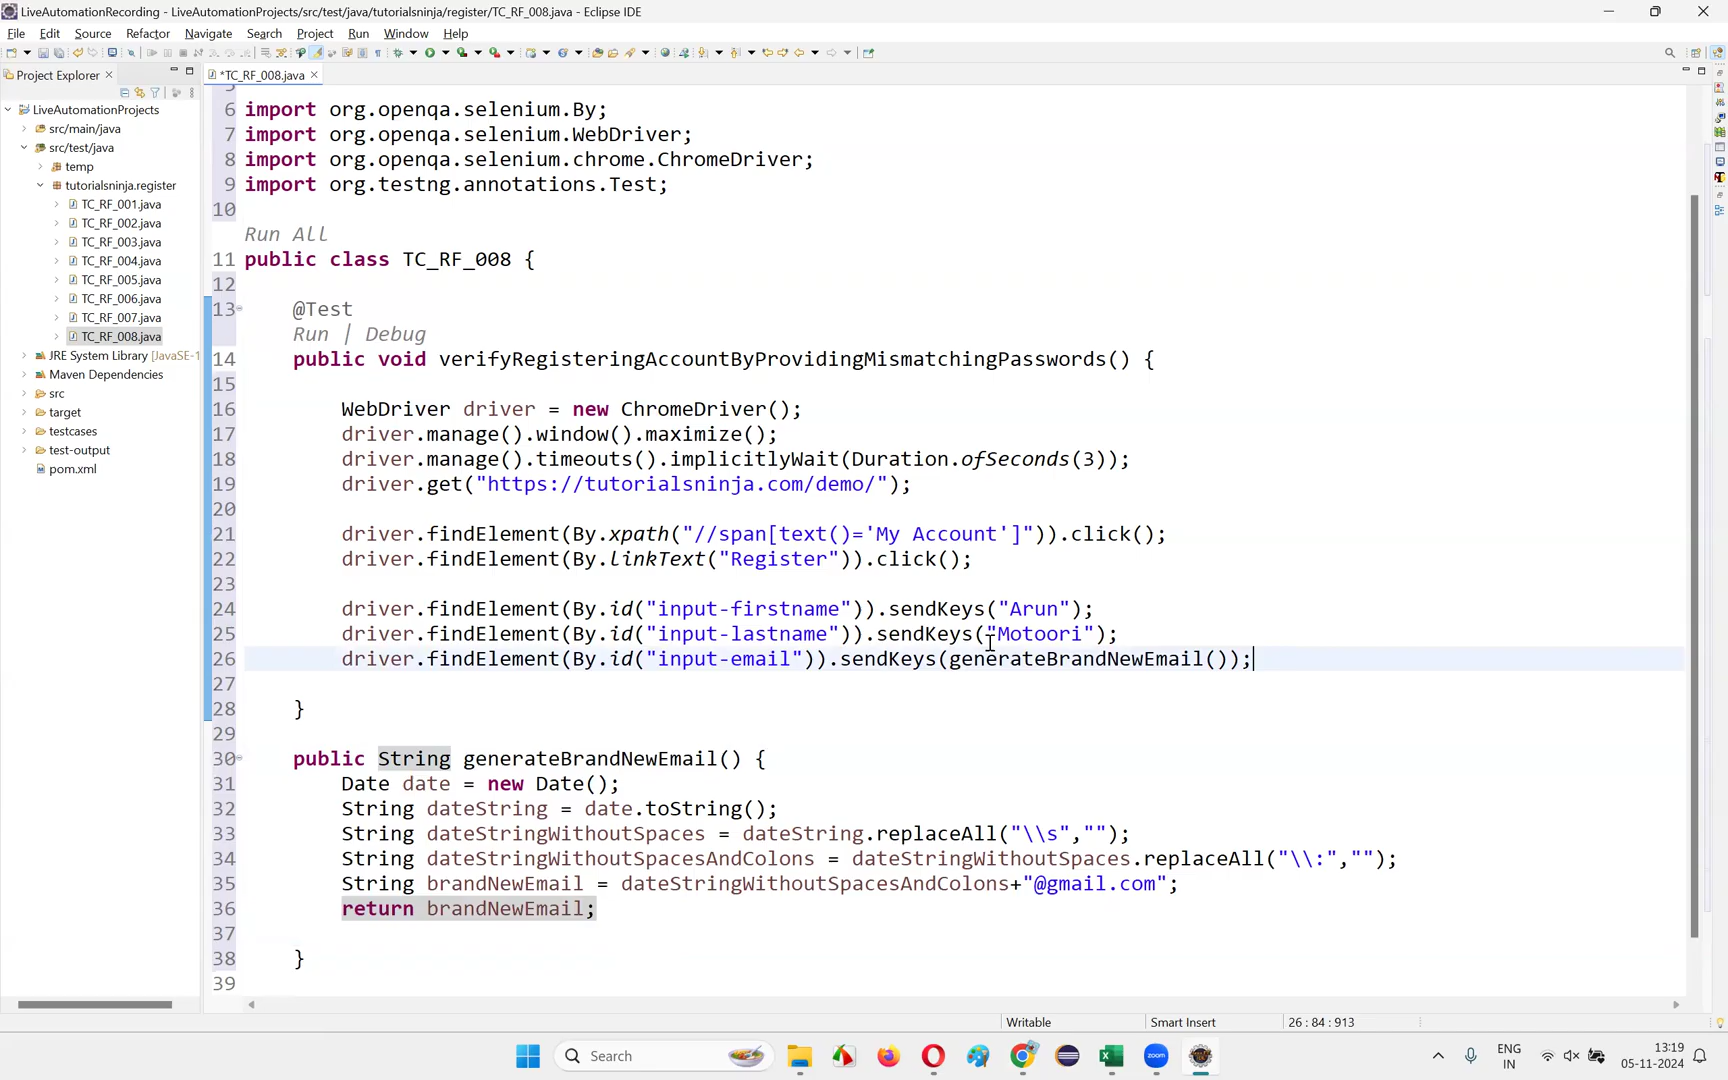 LiveAutomationRecording - LiveAutomationProjects/src/test/java/tutorialsninja/register/TC_RF_008.java - Eclipse IDE
File Edit Source Refactor Navigate Search Project Run Window Help
Project Explorer
*TC_RF_008.java
LiveAutomationProjects
src/main/java
src/test/java
temp
tutorialsninja.register
TC_RF_001.java
TC_RF_002.java
TC_RF_003.java
TC_RF_004.java
TC_RF_005.java
TC_RF_006.java
TC_RF_007.java
TC_RF_008.java
JRE System Library [JavaSE-1
Maven Dependencies
src
target
testcases
test-output
pom.xml
6 import org.openqa.selenium.By;
7 import org.openqa.selenium.WebDriver;
8 import org.openqa.selenium.chrome.ChromeDriver;
9 import org.testng.annotations.Test;
10
Run All
11 public class TC_RF_008 {
12
13 @Test
Run | Debug
14 public void verifyRegisteringAccountByProvidingMismatchingPasswords() {
15
16 WebDriver driver = new ChromeDriver();
17 driver.manage().window().maximize();
18 driver.manage().timeouts().implicitlyWait(Duration.ofSeconds(3));
19 driver.get("https://tutorialsninja.com/demo/");
20
21 driver.findElement(By.xpath("//span[text()='My Account']")).click();
22 driver.findElement(By.linkText("Register")).click();
23
24 driver.findElement(By.id("input-firstname")).sendKeys("Arun");
25 driver.findElement(By.id("input-lastname")).sendKeys("Motoori");
26 driver.findElement(By.id("input-email")).sendKeys(generateBrandNewEmail());
27
28 }
29
30 public String generateBrandNewEmail() {
31 Date date = new Date();
32 String dateString = date.toString();
33 String dateStringWithoutSpaces = dateString.replaceAll("\\s","");
34 String dateStringWithoutSpacesAndColons = dateStringWithoutSpaces.replaceAll("\\:","");
35 String brandNewEmail = dateStringWithoutSpacesAndColons+"@gmail.com";
36 return brandNewEmail;
37
38 }
39
Writable Smart Insert 26 : 84 : 913
Search
zoom
ENG
IN
13:19
05-11-2024